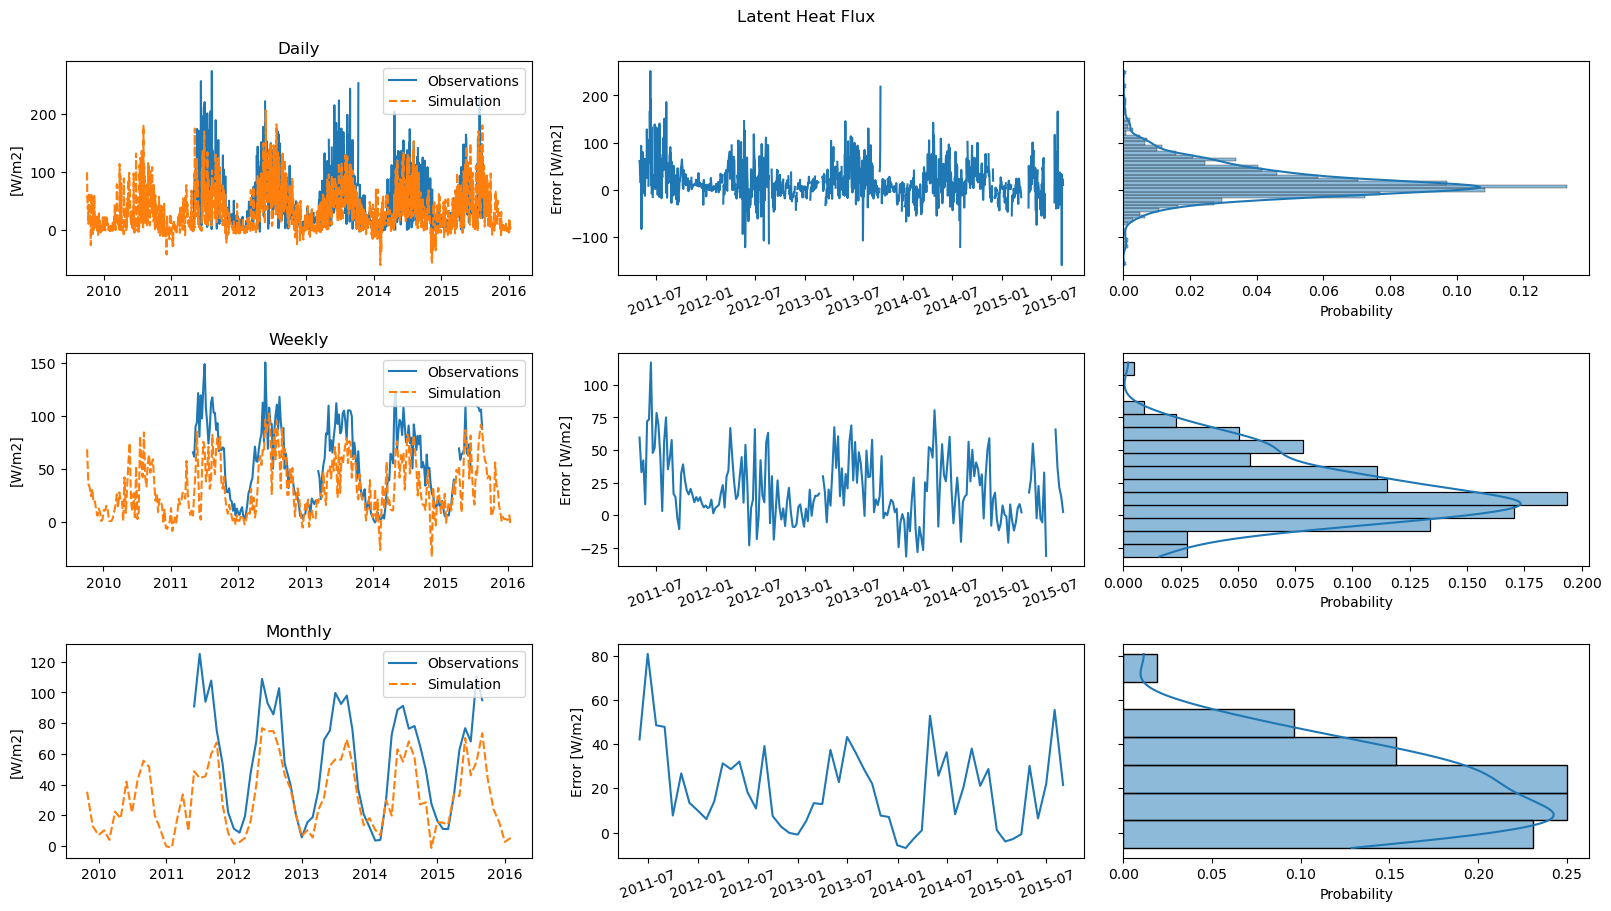 Latent Heat Flux
Daily
[W/m2]
200
100
0
Observations
Simulation
2010 2011 2012 2013 2014 2015 2016
Error [W/m2]
200
100
0
−100
2011-07 2012-01 2012-07 2013-01 2013-07 2014-01 2014-07 2015-01 2015-07
0.00 0.02 0.04 0.06 0.08 0.10 0.12
Probability
Weekly
[W/m2]
150
100
50
0
Observations
Simulation
2010 2011 2012 2013 2014 2015 2016
Error [W/m2]
100
75
50
25
0
−25
2011-07 2012-01 2012-07 2013-01 2013-07 2014-01 2014-07 2015-01 2015-07
0.000 0.025 0.050 0.075 0.100 0.125 0.150 0.175 0.200
Probability
Monthly
[W/m2]
120
100
80
60
40
20
0
Observations
Simulation
2010 2011 2012 2013 2014 2015 2016
Error [W/m2]
80
60
40
20
0
2011-07 2012-01 2012-07 2013-01 2013-07 2014-01 2014-07 2015-01 2015-07
0.00 0.05 0.10 0.15 0.20 0.25
Probability